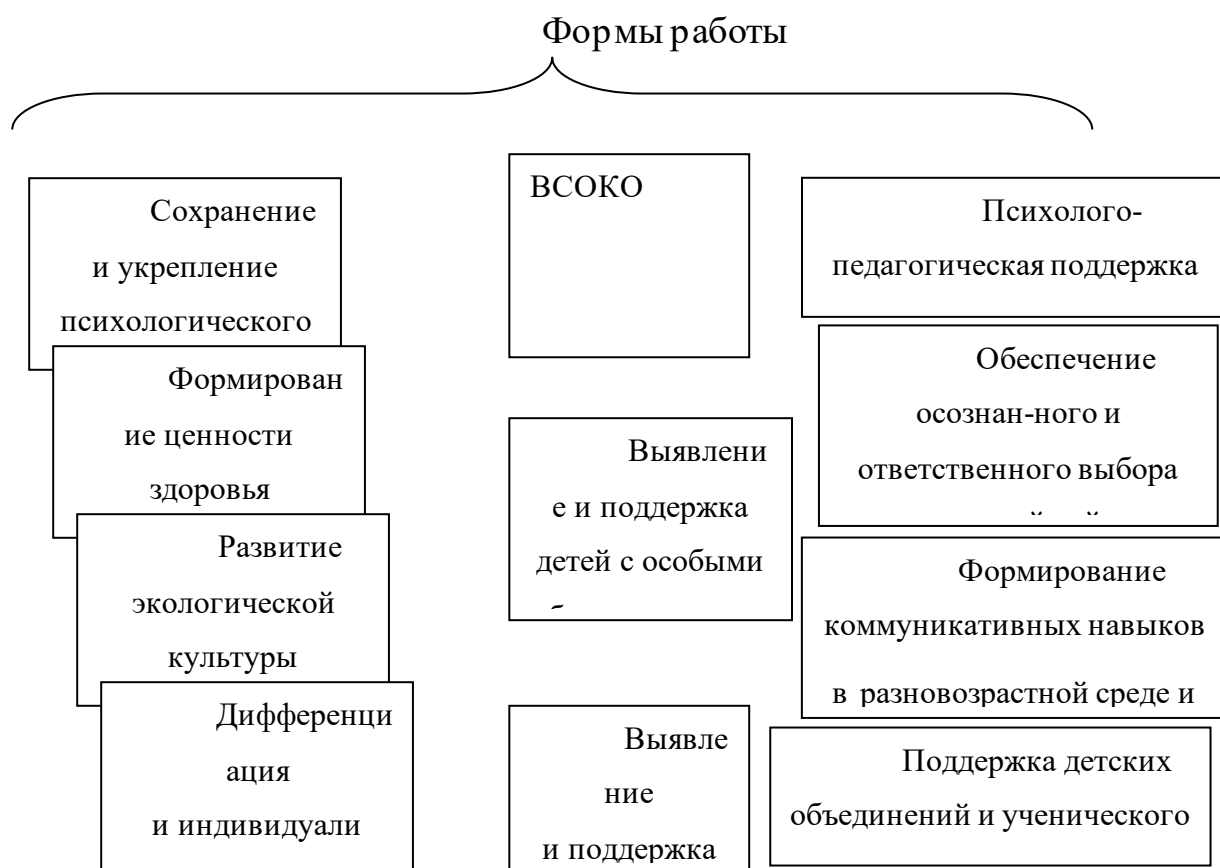 Формы работы
Сохранение
и укрепление
психологического
Формирован
ие ценности
здоровья
Развитие
экологической
культуры
Дифференци
ация
и индивидуали
ВСОКО
Выявлени
е и поддержка
детей с особыми
Выявле
ние
и поддержка
Психолого-
педагогическая поддержка
Обеспечение
осознан-ного и
ответственного выбора
Формирование
коммуникативных навыков
в разновозрастной среде и
Поддержка детских
объединений и ученического